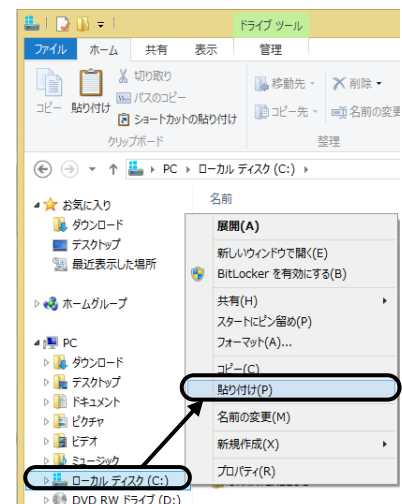 ドライブ ツール
ファイル ホーム 共有 表示 管理
コピー 貼り付け 切り取り
パスのコピー
ショートカットの貼り付け
移動先 削除
コピー先 名前の変更
クリップボード 整理
PC ローカル ディスク (C:)
名前
お気に入り
ダウンロード
デスクトップ
最近表示した場所
ホームグループ
PC
ダウンロード
デスクトップ
ドキュメント
ピクチャ
ビデオ
ミュージック
ローカル ディスク (C:)
DVD RW ドライブ (D:)
展開(A)
新しいウィンドウで開く(E)
BitLocker を有効にする(B)
共有(H)
スタートにピン留め(P)
フォーマット(A)...
コピー(C)
貼り付け(P)
名前の変更(M)
新規作成(X)
プロパティ(R)